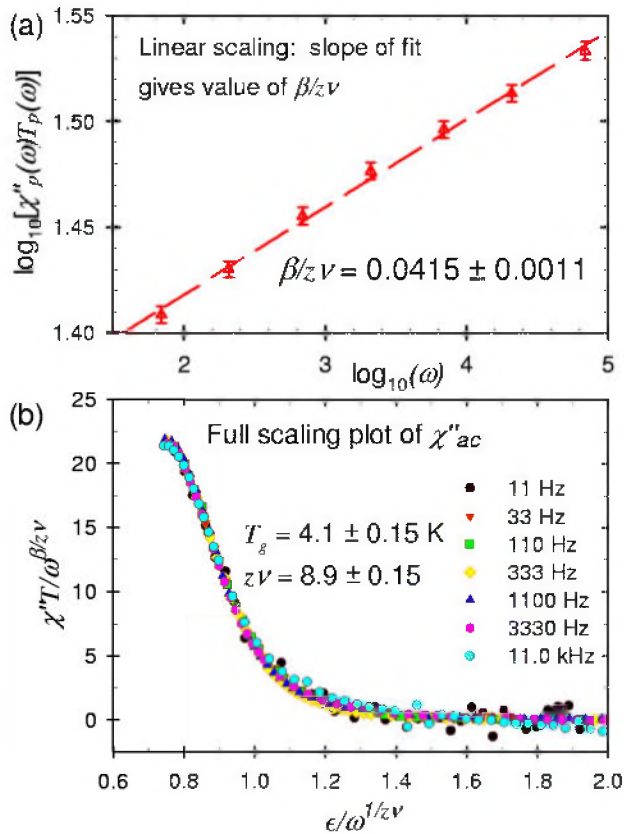 (a)
1.55
Linear scaling: slope of fit
gives value of β/zν
1.50
log₁₀[χ″ₚ(ω)Tₚ(ω)]
1.45
β/zν = 0.0415 ± 0.0011
1.40
2 3 4 5
log₁₀(ω)
(b)
25
Full scaling plot of χ″ac
20
11 Hz
33 Hz
T_g = 4.1 ± 0.15 K
15
110 Hz
zν = 8.9 ± 0.15
333 Hz
χ″T/ω^β/zν
10
1100 Hz
3330 Hz
5
11.0 kHz
0
0.6 0.8 1.0 1.2 1.4 1.6 1.8 2.0
ϵ/ω^1/zν